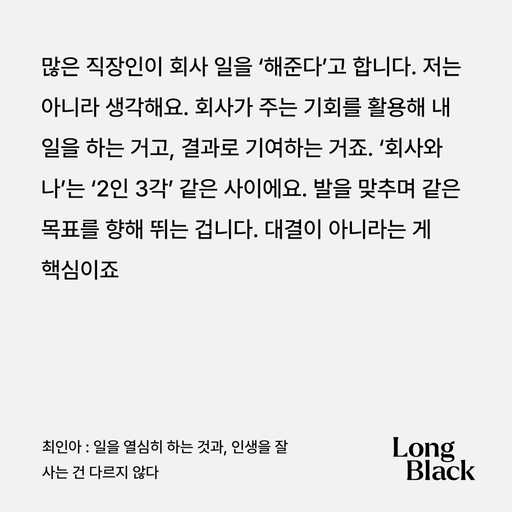 많은 직장인이 회사 일을 ‘해준다’고 합니다. 저는
아니라 생각해요. 회사가 주는 기회를 활용해 내
일을 하는 거고, 결과로 기여하는 거죠. ‘회사와
나’는 ‘2인 3각’ 같은 사이에요. 발을 맞추며 같은
목표를 향해 뛰는 겁니다. 대결이 아니라는 게
핵심이죠
최인아 : 일을 열심히 하는 것과, 인생을 잘
사는 건 다르지 않다
Long
Black